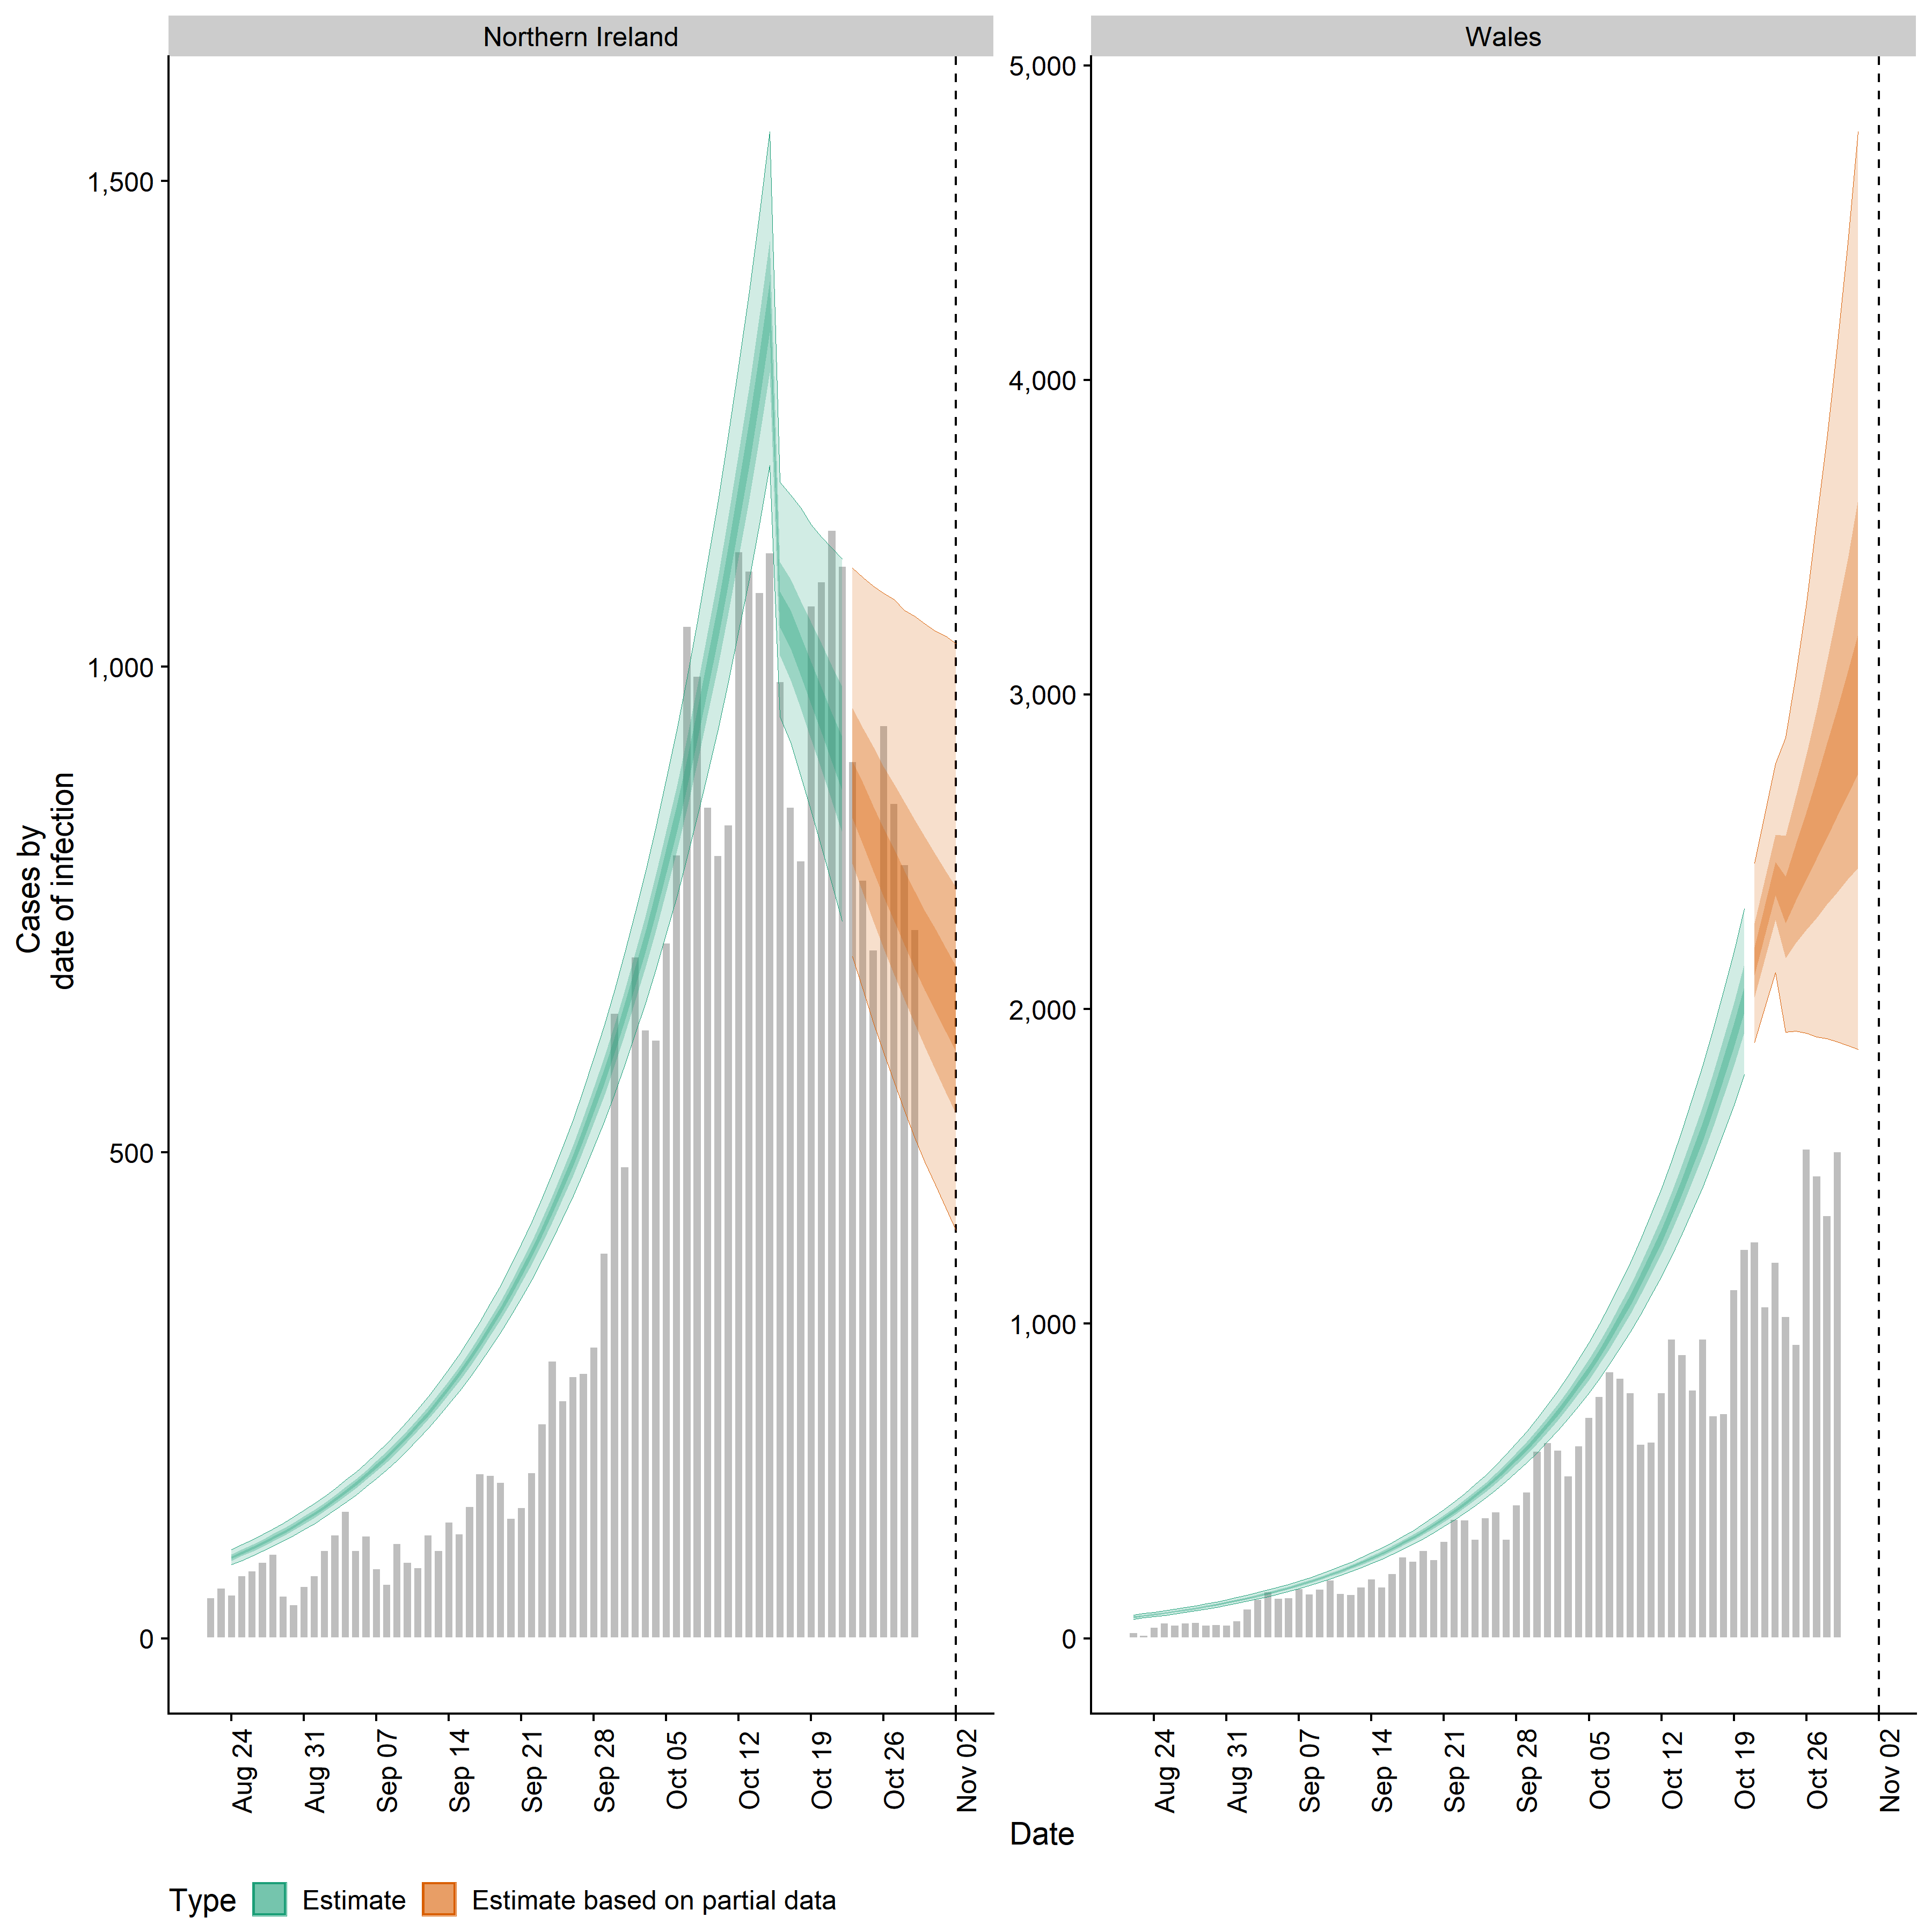 Northern Ireland
Wales
Cases by
date of infection
1,500
1,000
500
0
5,000
4,000
3,000
2,000
1,000
0
Aug 24
Aug 31
Sep 07
Sep 14
Sep 21
Sep 28
Oct 05
Oct 12
Oct 19
Oct 26
Nov 02
Aug 24
Aug 31
Sep 07
Sep 14
Sep 21
Sep 28
Oct 05
Oct 12
Oct 19
Oct 26
Nov 02
Date
Type Estimate Estimate based on partial data